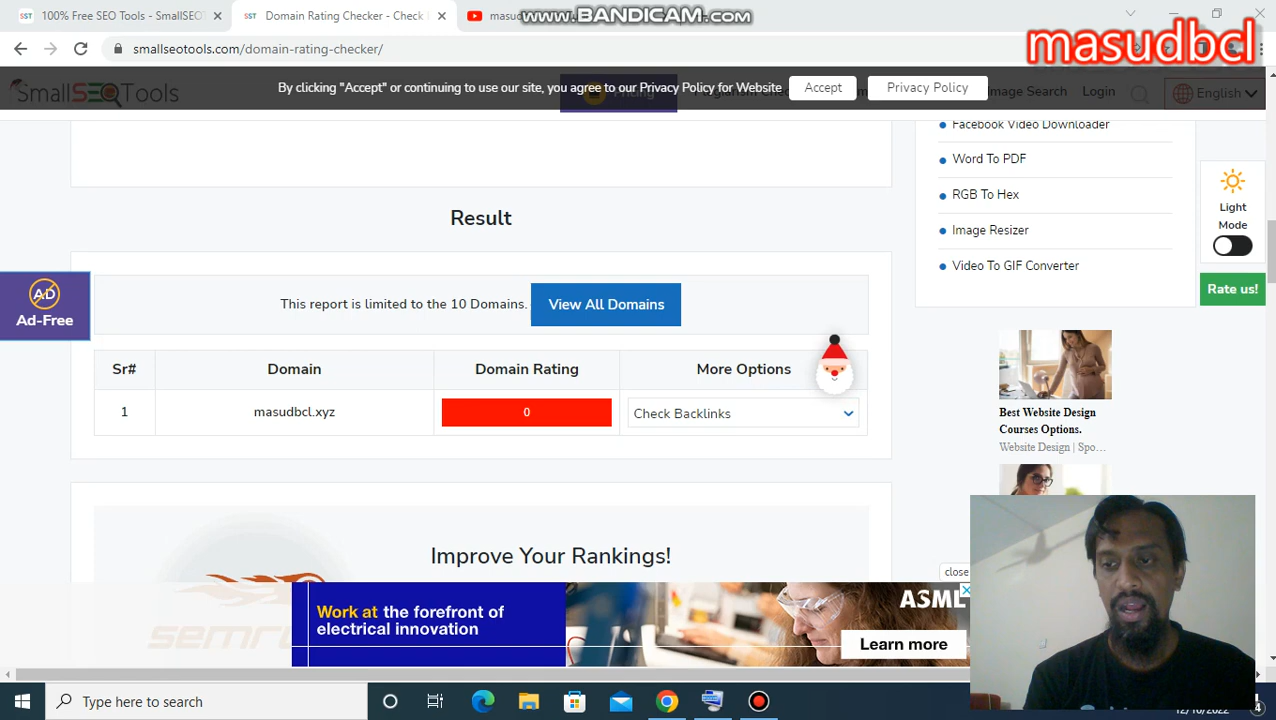 100% Free SEO Tools - SmallSEO
Domain Rating Checker - Check
masu
www.BANDICAM.com
smallseotools.com/domain-rating-checker/
masudbcl
SmallSEOTools
By clicking "Accept" or continuing to use our site, you agree to our Privacy Policy for Website
Accept
Privacy Policy
Pricing
Image Search
Login
English
Facebook Video Downloader
Word To PDF
RGB To Hex
Image Resizer
Video To GIF Converter
Light
Mode
Rate us!
Result
AD
Ad-Free
This report is limited to the 10 Domains.
View All Domains
Sr#
Domain
Domain Rating
More Options
1
masudbcl.xyz
0
Check Backlinks
Best Website Design
Courses Options.
Website Design | Spo...
Improve Your Rankings!
close
Work at the forefront of
electrical innovation
ASML
Learn more
Type here to search
12/10/2022